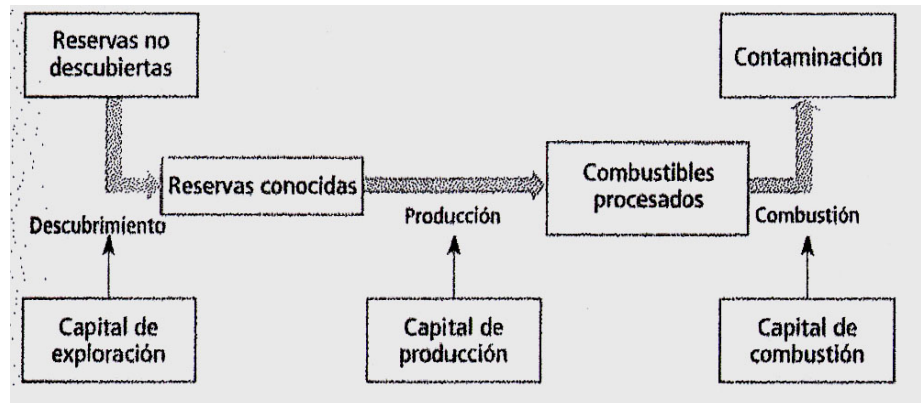 Reservas no
descubiertas
Contaminación
Reservas conocidas
Combustibles
procesados
Descubrimiento
Producción
Combustión
Capital de
exploración
Capital de
producción
Capital de
combustión